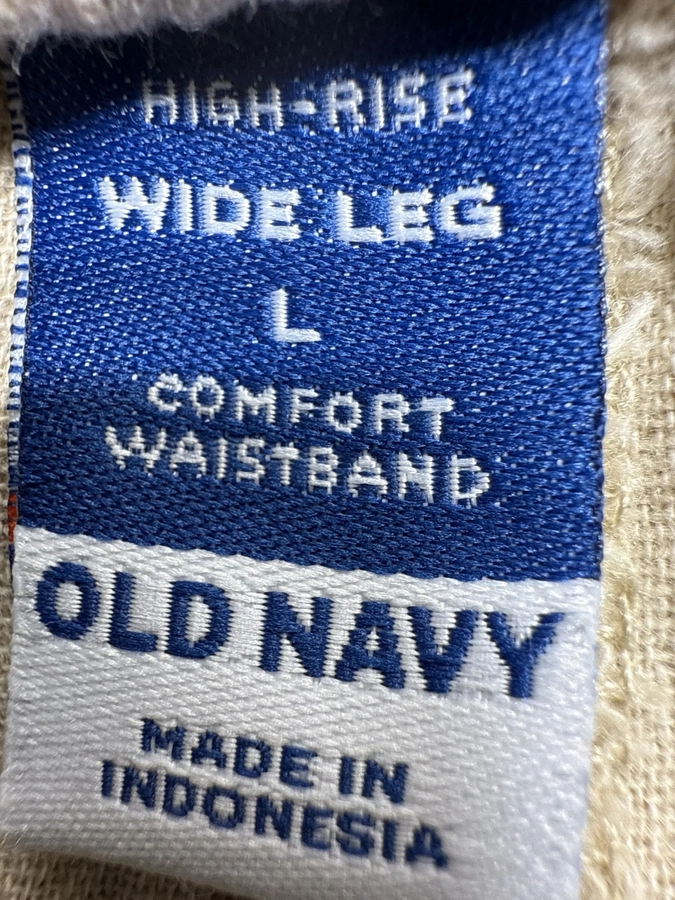 HIGH-RISE
WIDE LEG
L
COMFORT
WAISTBAND
OLD NAVY
MADE IN
INDONESIA